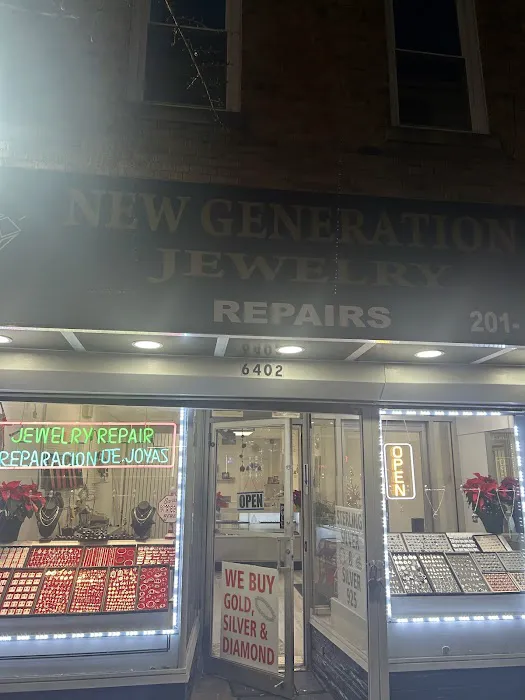 NEW GENERATION
JEWELRY
REPAIRS
201-
6402
JEWELRY REPAIR
REPARACION DE JOYAS
OPEN
OPEN
WE BUY
GOLD,
SILVER &
DIAMOND
STERLING
SILVER
SILVER
925